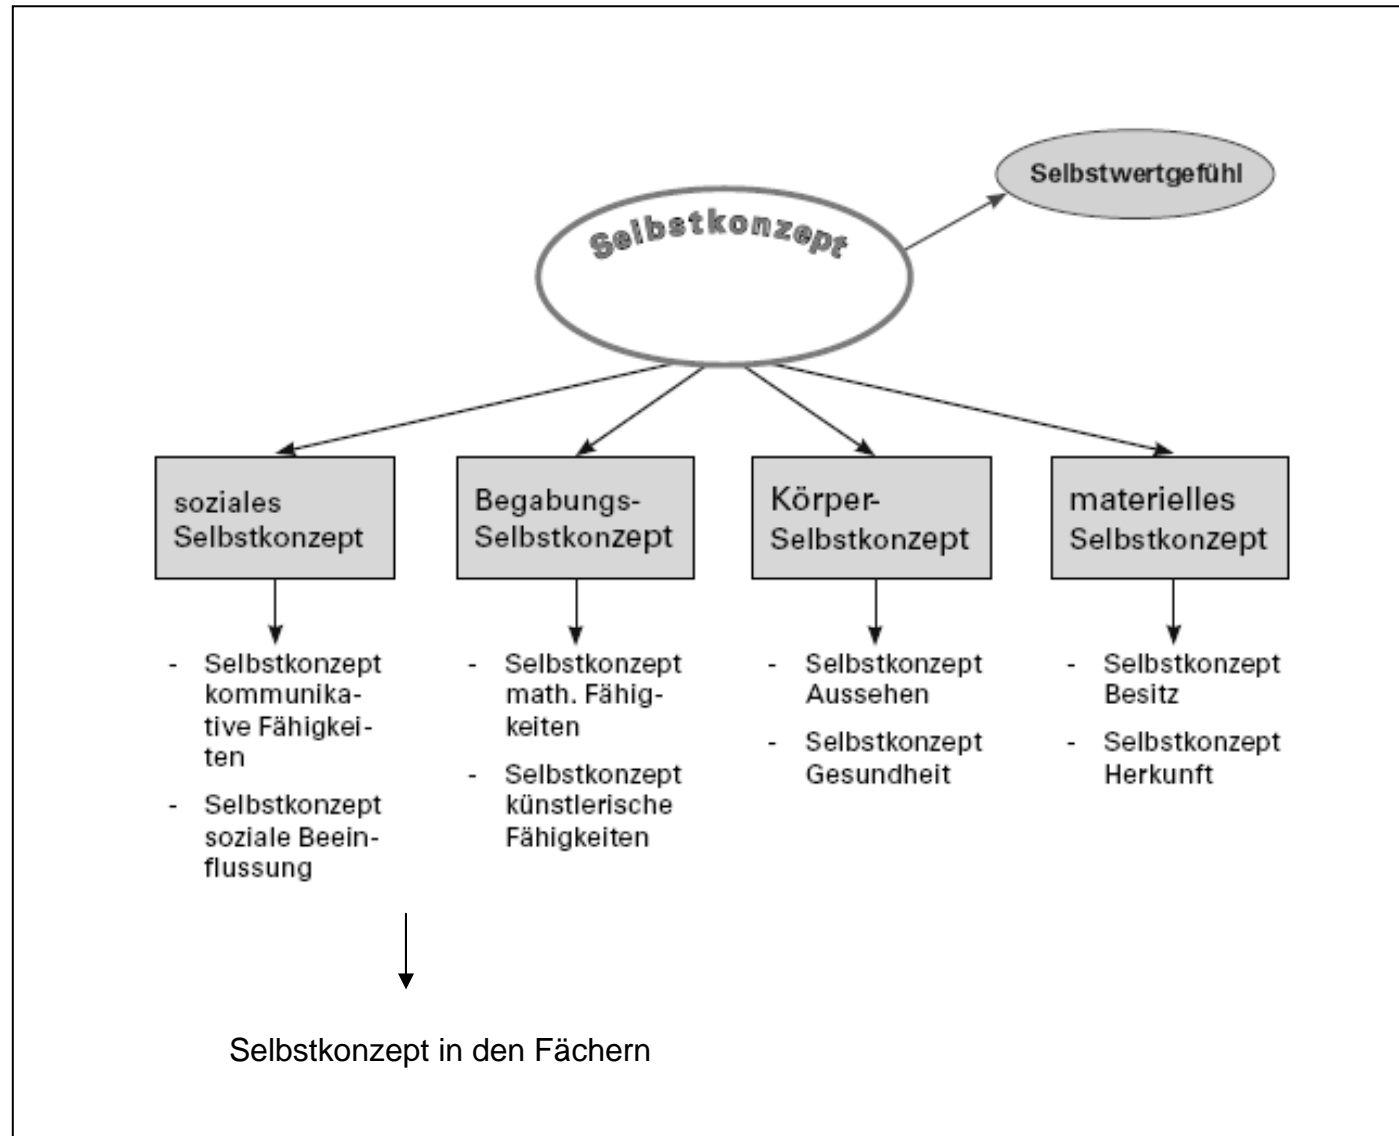 Selbstwertgefühl
Selbstkonzept
soziales
Selbstkonzept
- Selbstkonzept
kommunika-
tive Fähigkei-
ten
- Selbstkonzept
soziale Beein-
flussung
Begabungs-
Selbstkonzept
- Selbstkonzept
math. Fähig-
keiten
- Selbstkonzept
künstlerische
Fähigkeiten
Körper-
Selbstkonzept
- Selbstkonzept
Aussehen
- Selbstkonzept
Gesundheit
materielles
Selbstkonzept
- Selbstkonzept
Besitz
- Selbstkonzept
Herkunft
Selbstkonzept in den Fächern